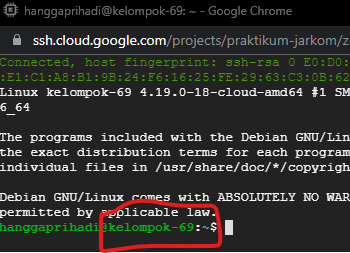 hanggaprihadi@kelompok-69: ~ - Google Chrome
ssh.cloud.google.com/projects/praktikum-jarkom/z
Connected, host fingerprint: ssh-rsa 0 E0:D0:
:E1:C1:A8:B1:9B:24:F6:16:25:FE:29:63:C3:0B:62
Linux kelompok-69 4.19.0-18-cloud-amd64 #1 SM
6_64
The programs included with the Debian GNU/Lin
the exact distribution terms for each program
individual files in /usr/share/doc/*/copyrigh
Debian GNU/Linux comes with ABSOLUTELY NO WAR
permitted by applicable law.
hanggaprihadi@kelompok-69:~$